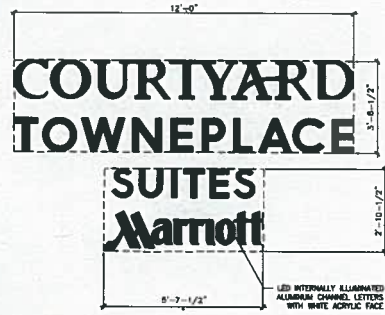 12'-0"
COURTYARD
TOWNEPLACE
3'-8-1/2"
SUITES
Marriott
2'-10-1/2"
5'-7-1/2"
LED INTERNALLY ILLUMINATED
ALUMINUM CHANNEL LETTERS
WITH WHITE ACRYLIC FACE